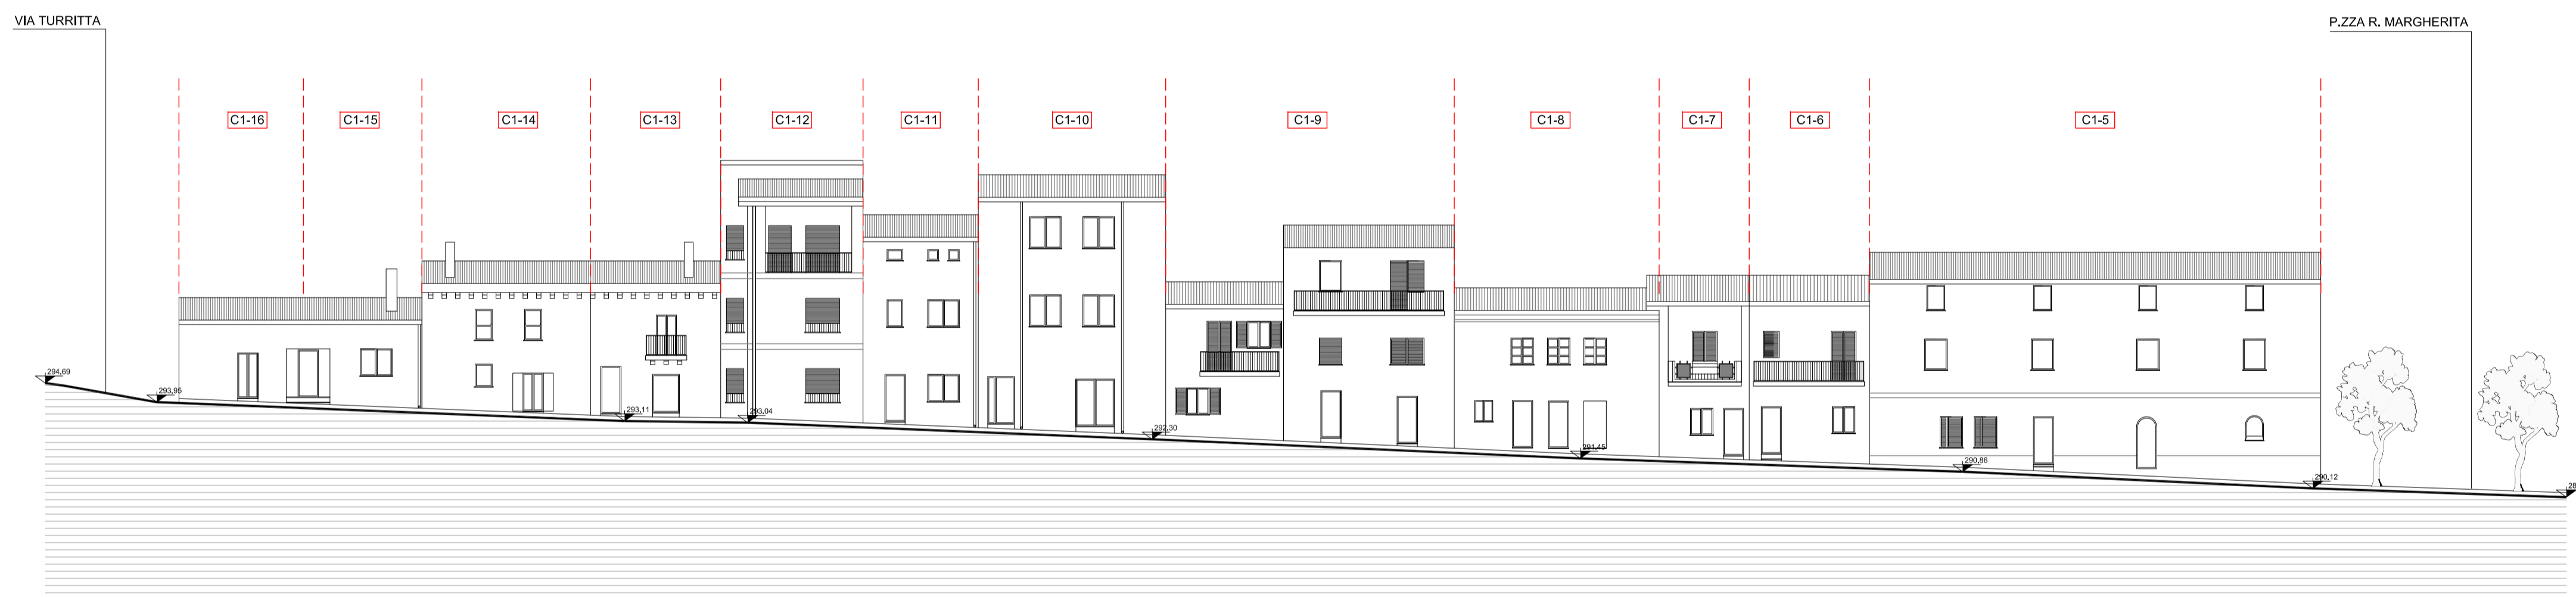 VIA TURRITTA
P.ZZA R. MARGHERITA
C1-16
C1-15
C1-14
C1-13
C1-12
C1-11
C1-10
C1-9
C1-8
C1-7
C1-6
C1-5
294,69
293,95
293,11
293,04
292,30
291,45
290,86
290,12